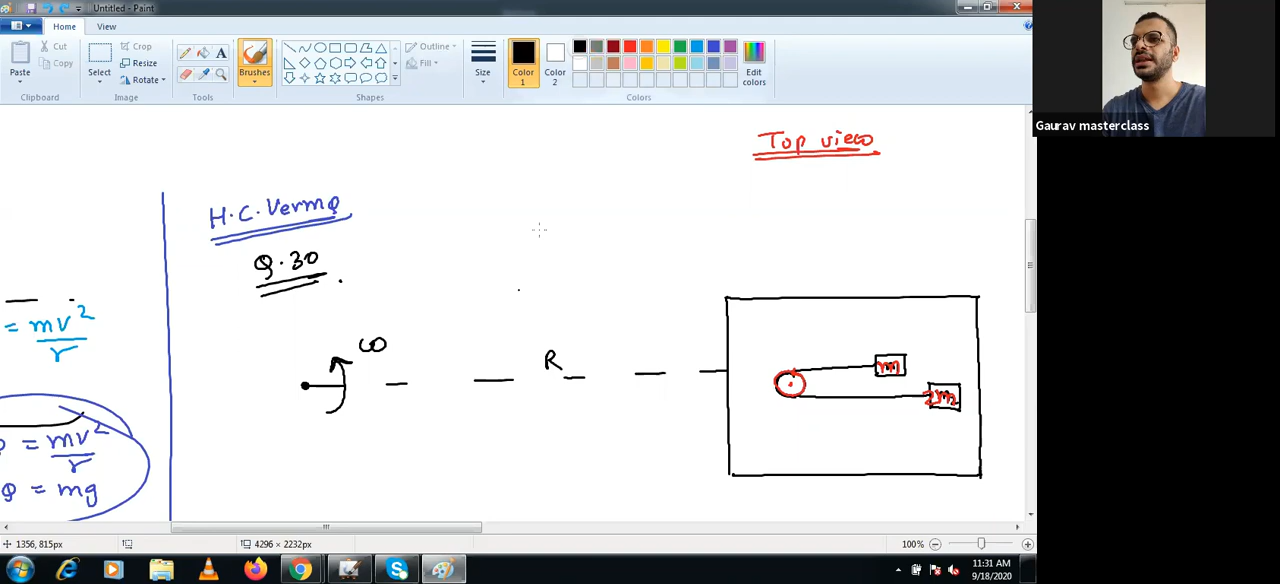 Untitled - Paint
Home View
Paste
Cut
Copy
Clipboard
Select
Crop
Resize
Rotate
Image
A
Tools
Brushes
Shapes
Outline
Fill
Size
Color 1
Color 2
Edit colors
Colors
Gaurav masterclass
Top view
H.C.Verma
Q.30
= mv²/r
ω
R
m
2m
= mv²/r
= mg
1356, 815px
4296 × 2232px
100%
11:31 AM
9/18/2020